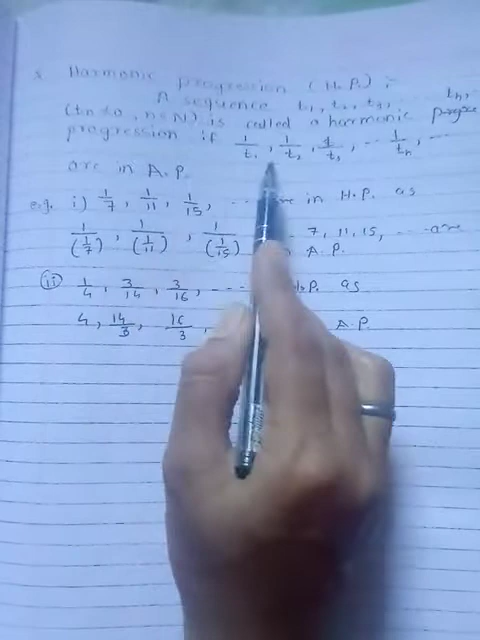 Harmonic progression (H.P.) :-
A sequence t₁, t₂, t₃, ... tₙ, ..
(tₙ ≠ 0, n ∈ N) is called a harmonic progre
progression if 1/t₁, 1/t₂, 1/t₃, ... 1/tₙ, ...
are in A.P.
e.g. i) 1/7, 1/11, 1/15, ... are in H.P. as
1/(1/7), 1/(1/11), 1/(1/15) .. 7, 11, 15, ... are
A.P.
(ii) 1/4, 3/14, 3/16, .... H.P. as
4, 14/3, 16/3, A.P.